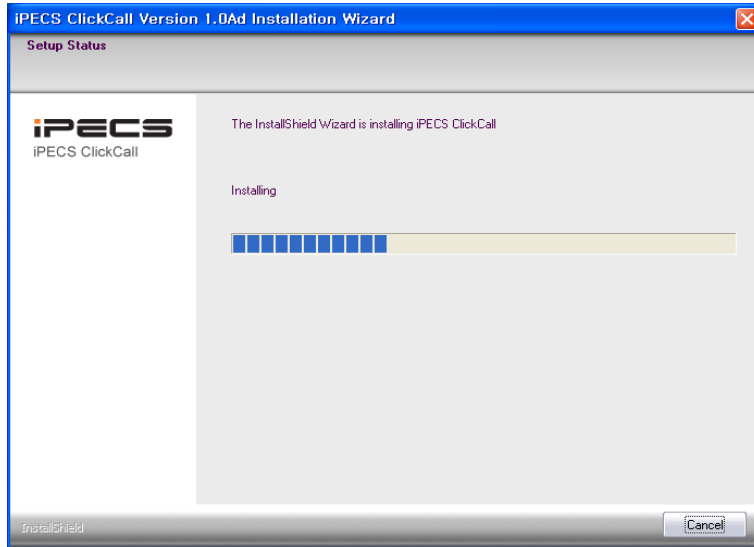 iPECS ClickCall Version 1.0Ad Installation Wizard
Setup Status
iPECS
iPECS ClickCall
The InstallShield Wizard is installing iPECS ClickCall
Installing
InstallShield
Cancel